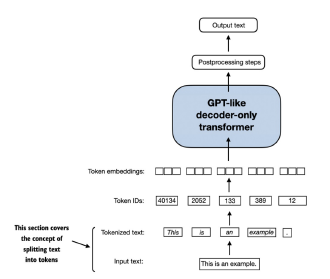 Output text
Postprocessing steps
GPT-like
decoder-only
transformer
Token embeddings:
Token IDs: 40134 2052 133 389 12
Tokenized text: This is an example .
Input text: This is an example.
This section covers
the concept of
splitting text
into tokens